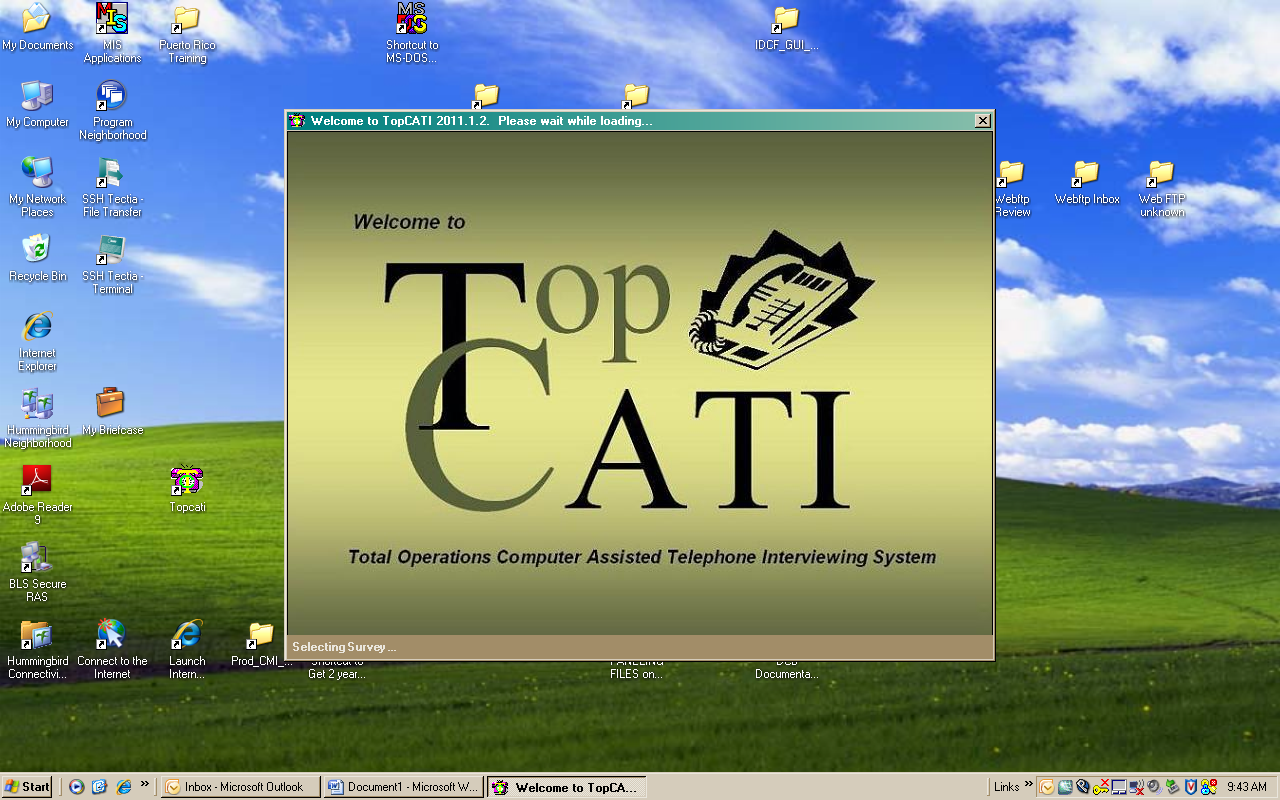 My Documents
MIS
Applications
Puerto Rico
Training
Shortcut to
MS-DOS...
IDCF_GUI_...
My Computer
Program
Neighborhood
Welcome to TopCATI 2011.1.2. Please wait while loading...
My Network
Places
SSH Tectia -
File Transfer
Webftp
Review
Webftp Inbox
Web FTP
unknown
Welcome to
Top
CATI
Total Operations Computer Assisted Telephone Interviewing System
Selecting Survey...
Recycle Bin
SSH Tectia -
Terminal
Internet
Explorer
Hummingbird
Neighborhood
My Briefcase
Adobe Reader
9
Topcati
BLS Secure
RAS
Hummingbird
Connectivi...
Connect to the
Internet
Launch
Intern...
Prod_CMI_...
Shortcut to
Get 2 year...
FILES on...
Documenta...
Start
Inbox - Microsoft Outlook
Document1 - Microsoft W...
Welcome to TopCA...
Links
9:43 AM